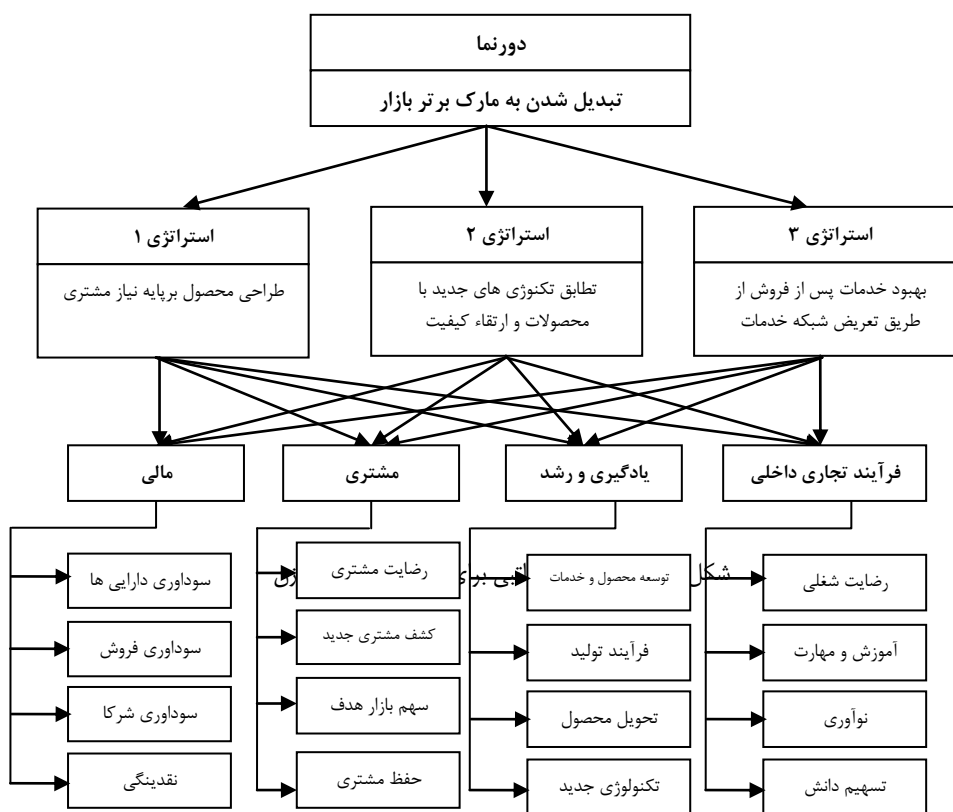 دورنما
تبدیل شدن به مارک برتر بازار
استراتژی ۱
طراحی محصول برپایه نیاز مشتری
استراتژی ۲
تطابق تکنوژی های جدید با
محصولات و ارتقاء کیفیت
استراتژی ۳
بهبود خدمات پس از فروش از
طریق تعریض شبکه خدمات
مالی
مشتری
یادگیری و رشد
فرآیند تجاری داخلی
سوداوری دارایی ها
سوداوری فروش
سوداوری شرکا
نقدینگی
رضایت مشتری
کشف مشتری جدید
سهم بازار هدف
حفظ مشتری
توسعه محصول و خدمات
فرآیند تولید
تحویل محصول
تکنولوژی جدید
رضایت شغلی
آموزش و مهارت
نوآوری
تسهیم دانش
شکل